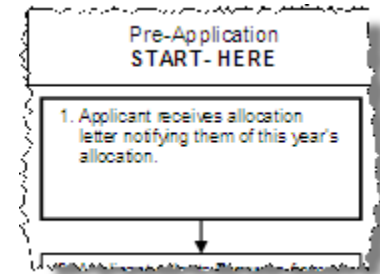 Pre-Application
START-HERE
1. Applicant receives allocation
letter notifying them of this year's
allocation.